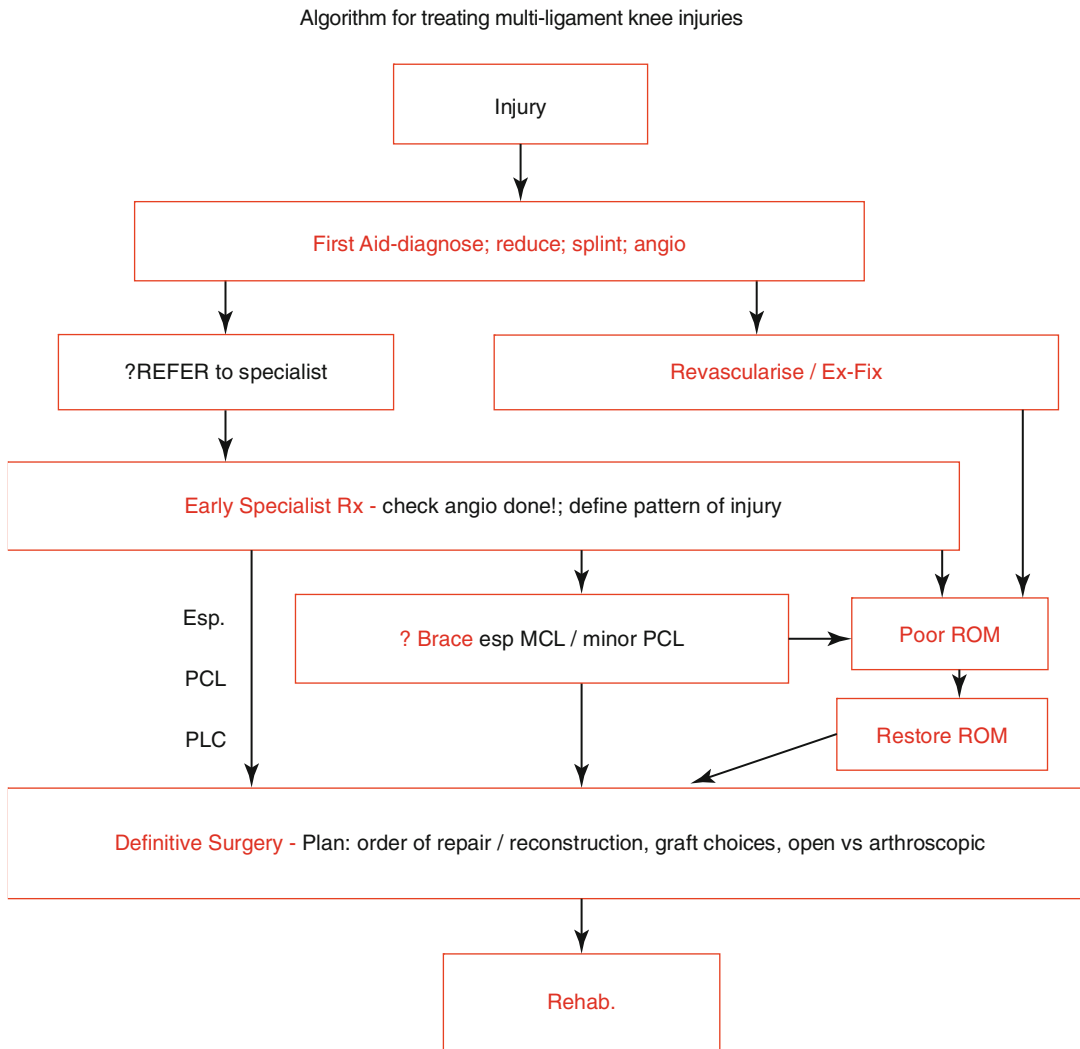 Algorithm for treating multi-ligament knee injuries
Injury
First Aid-diagnose; reduce; splint; angio
?REFER to specialist
Revascularise / Ex-Fix
Early Specialist Rx - check angio done!; define pattern of injury
Esp.
PCL
PLC
? Brace esp MCL / minor PCL
Poor ROM
Restore ROM
Definitive Surgery - Plan: order of repair / reconstruction, graft choices, open vs arthroscopic
Rehab.